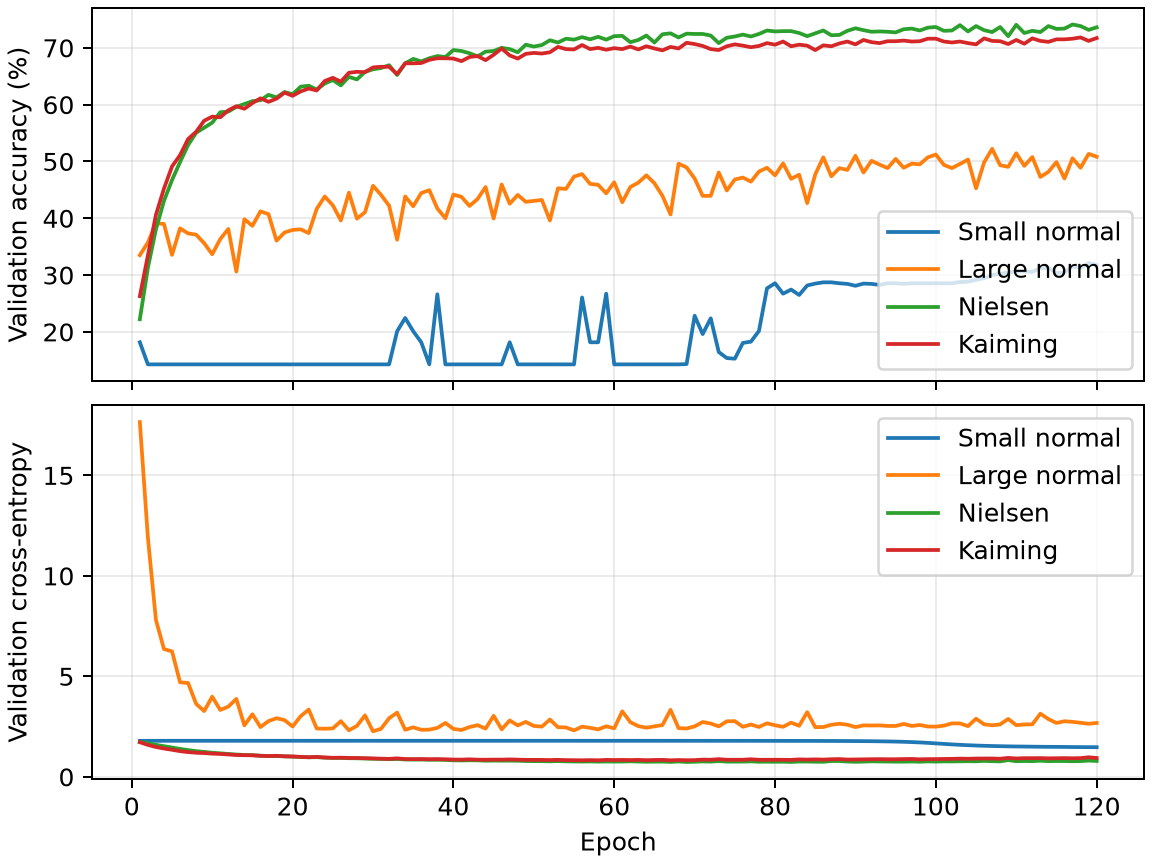 Validation accuracy (%)
70
60
50
40
30
20
Small normal
Large normal
Nielsen
Kaiming
Validation cross-entropy
15
10
5
0
Small normal
Large normal
Nielsen
Kaiming
0 20 40 60 80 100 120
Epoch